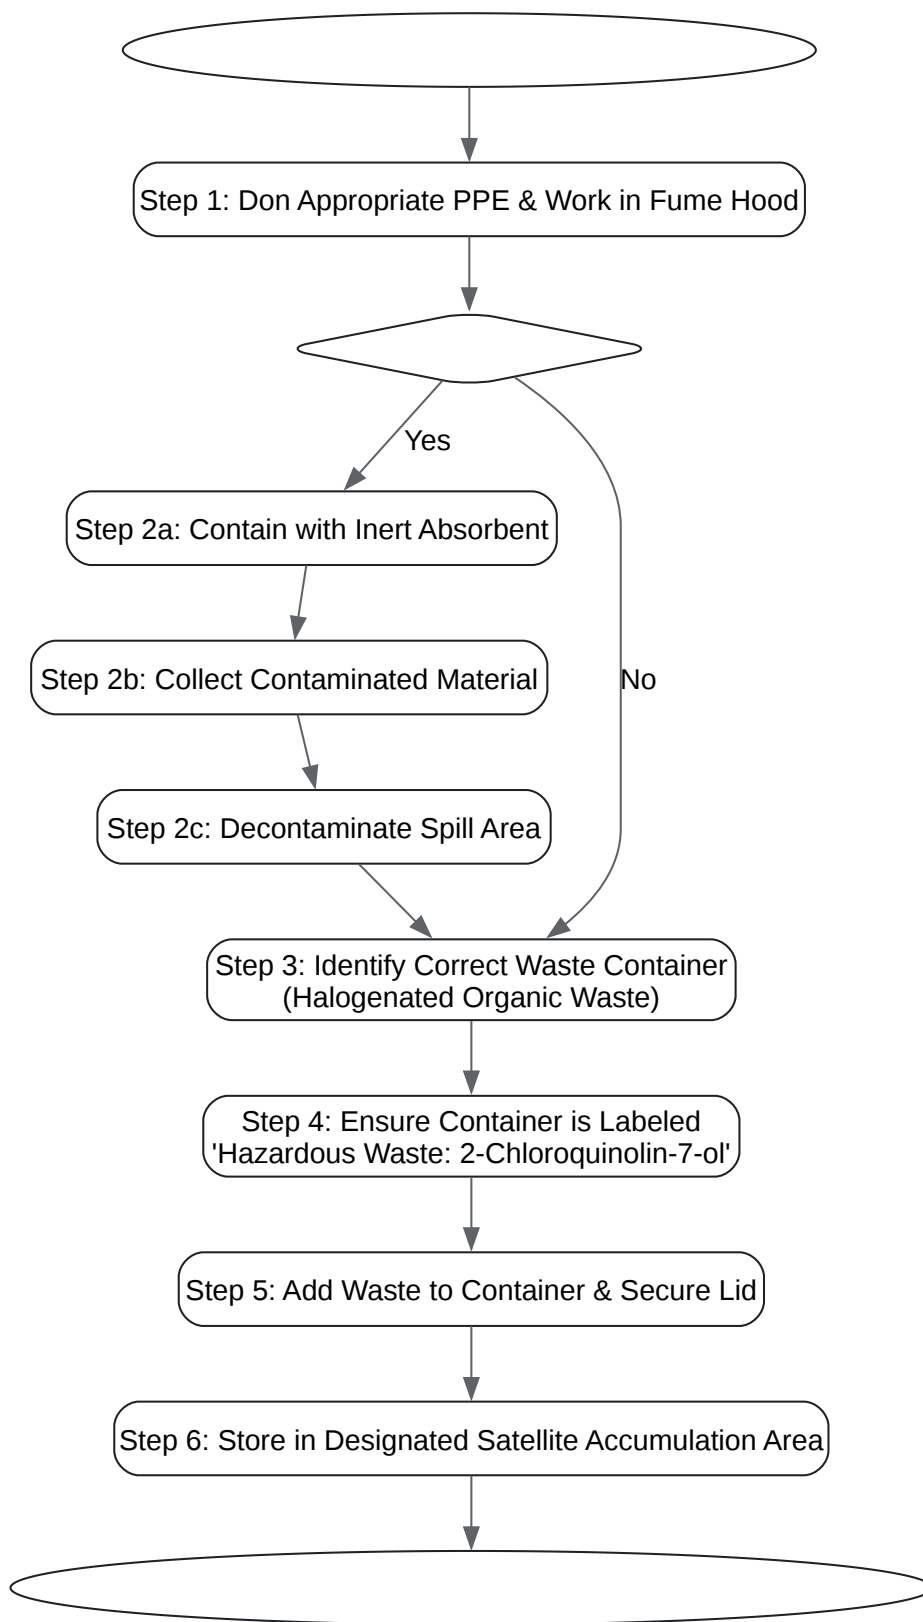 Step 1: Don Appropriate PPE & Work in Fume Hood
Yes
Step 2a: Contain with Inert Absorbent
Step 2b: Collect Contaminated Material
No
Step 2c: Decontaminate Spill Area
Step 3: Identify Correct Waste Container
(Halogenated Organic Waste)
Step 4: Ensure Container is Labeled
'Hazardous Waste: 2-Chloroquinolin-7-ol'
Step 5: Add Waste to Container & Secure Lid
Step 6: Store in Designated Satellite Accumulation Area